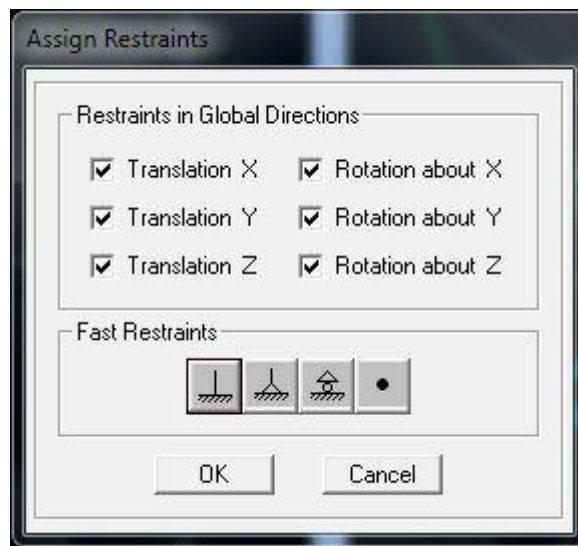 Assign Restraints
Restraints in Global Directions
Translation X Rotation about X
Translation Y Rotation about Y
Translation Z Rotation about Z
Fast Restraints
OK Cancel